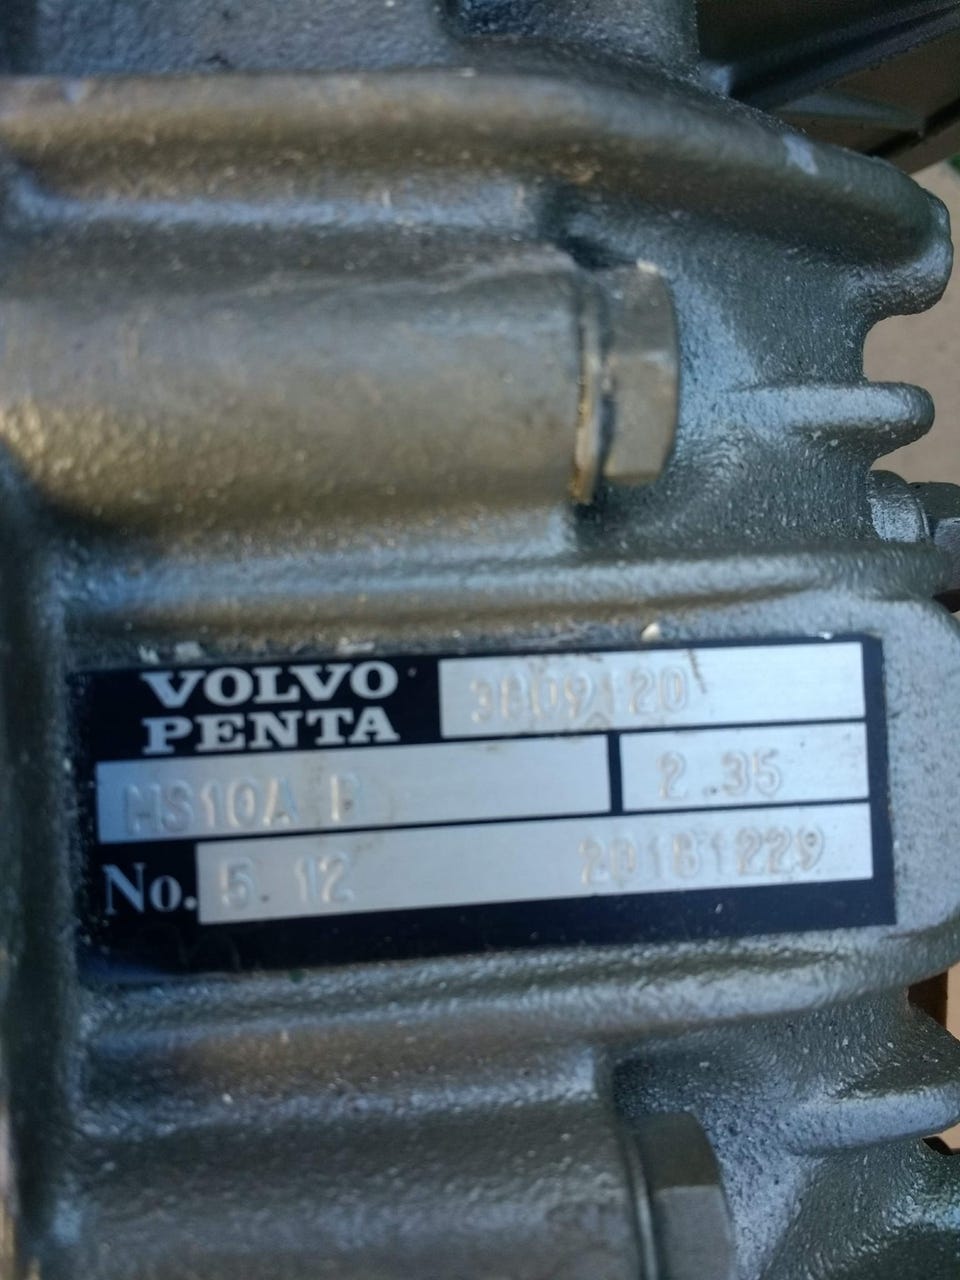 VOLVO
PENTA
3809120
MS10A B
2.35
No. 5.12 20181229